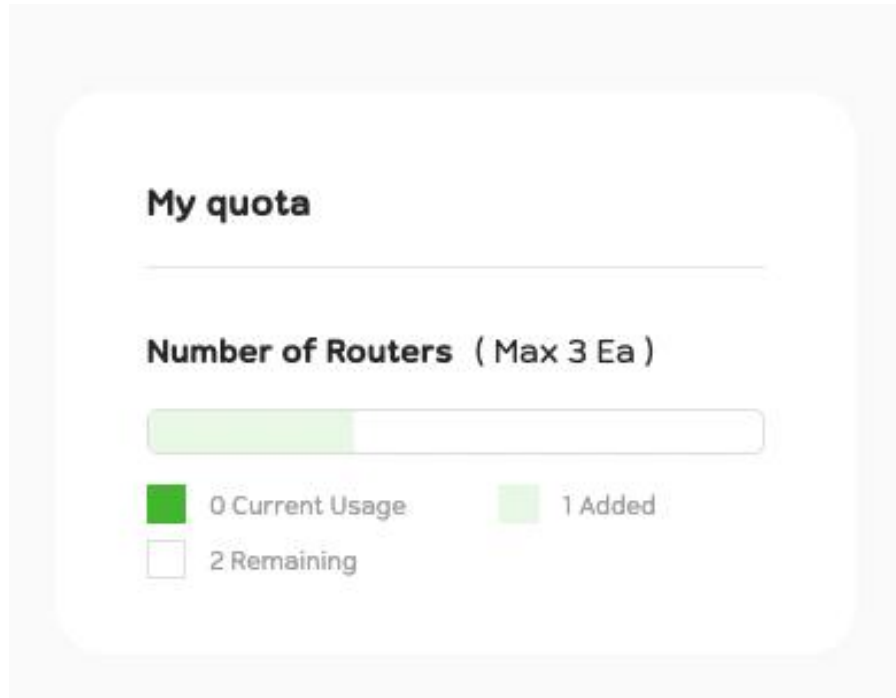 My quota
Number of Routers ( Max 3 Ea )
0 Current Usage 1 Added
2 Remaining